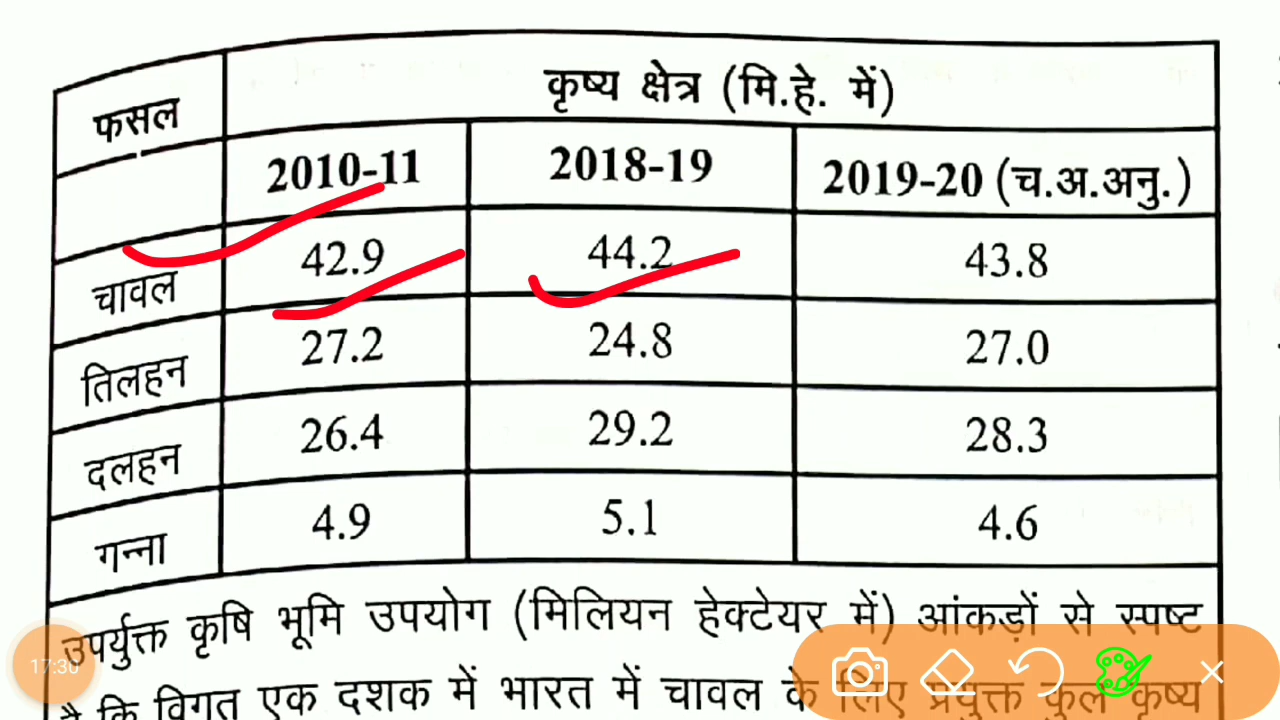 फसल कृष्य क्षेत्र (मि.हे. में)
2010-11 2018-19 2019-20 (च.अ.अनु.)
चावल 42.9 44.2 43.8
तिलहन 27.2 24.8 27.0
दलहन 26.4 29.2 28.3
गन्ना 4.9 5.1 4.6
उपर्युक्त कृषि भूमि उपयोग (मिलियन हेक्टेयर में) आंकड़ों से स्पष्ट
है कि विगत एक दशक में भारत में चावल के लिए प्रयुक्त कुल कृष्य
17:30